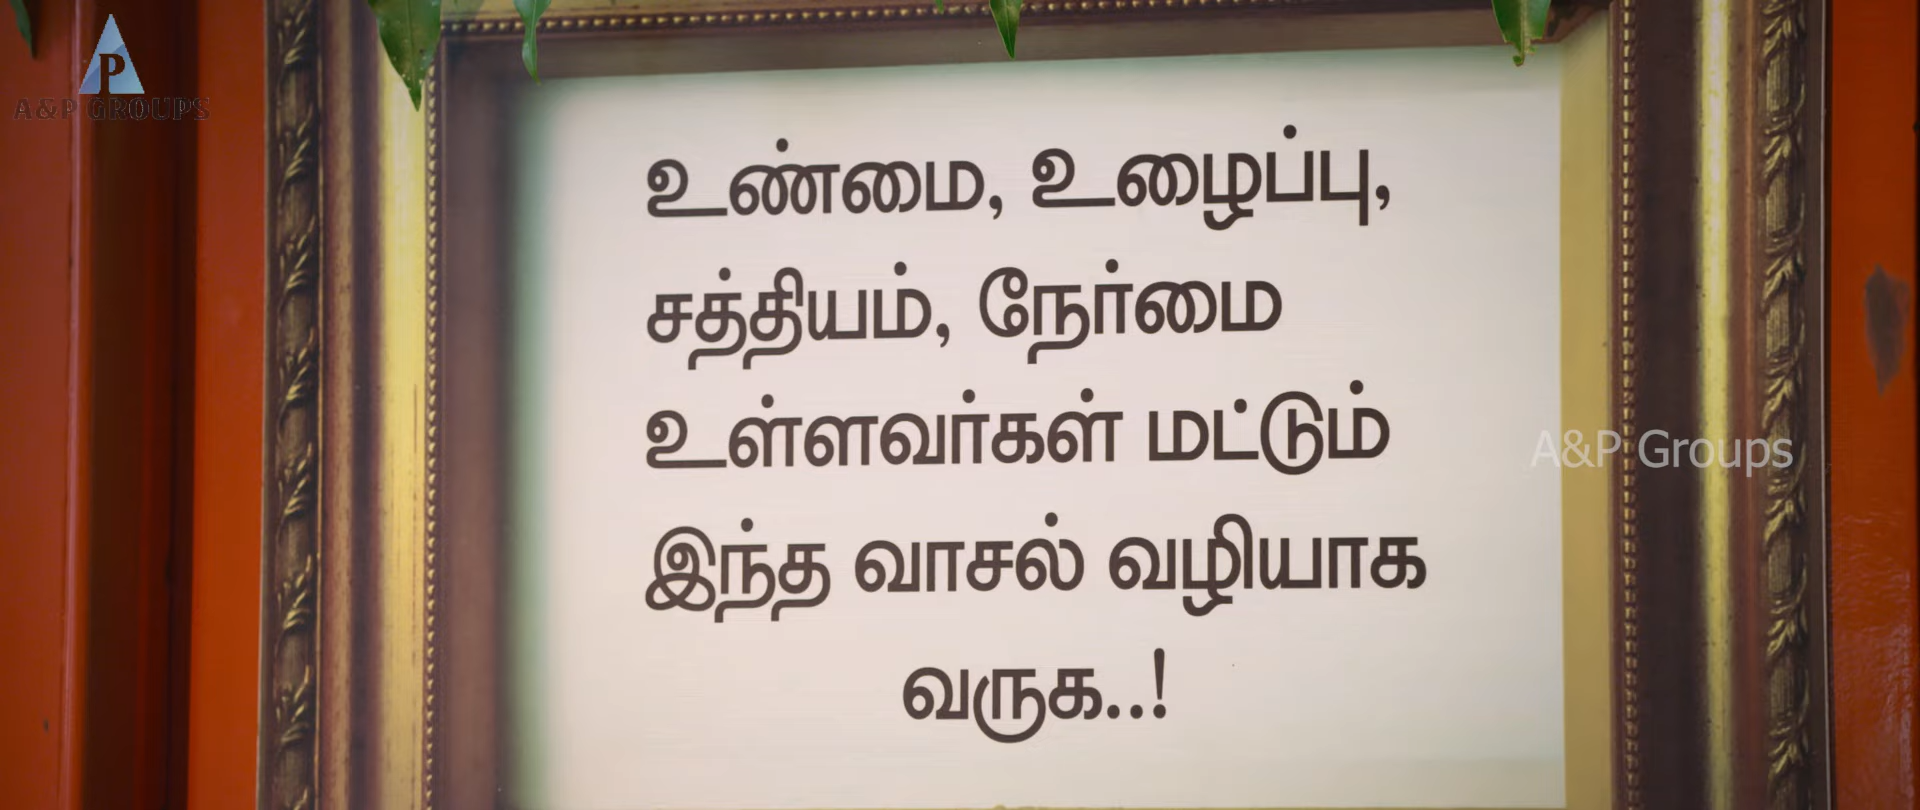 A&P GROUPS
உண்மை, உழைப்பு,
சத்தியம், நேர்மை
உள்ளவர்கள் மட்டும்
A&P Groups
இந்த வாசல் வழியாக
வருக..!